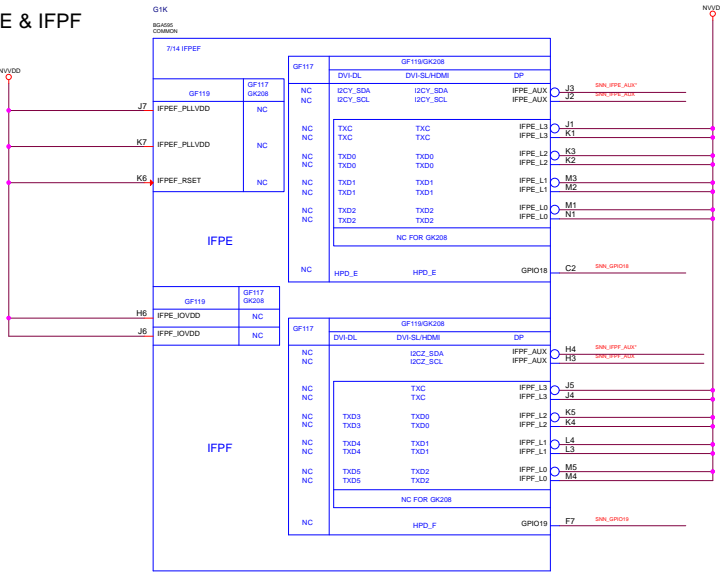 E & IFPF
G1K
BGA595
COMMON
NVVDD
NVVD
7/14 IFPEF
GF119
GF117
GK208
J7 IFPEF_PLLVDD NC
K7 IFPEF_PLLVDD NC
K6 IFPEF_RSET NC
IFPE
GF117
GF119/GK208
DVI-DL DVI-SL/HDMI DP
NC I2CY_SDA I2CY_SDA IFPE_AUX J3 SNN_IFPE_AUX*
NC I2CY_SCL I2CY_SCL IFPE_AUX J2 SNN_IFPE_AUX
NC TXC TXC IFPE_L3 J1
NC TXC TXC IFPE_L3 K1
NC TXD0 TXD0 IFPE_L2 K3
NC TXD0 TXD0 IFPE_L2 K2
NC TXD1 TXD1 IFPE_L1 M3
NC TXD1 TXD1 IFPE_L1 M2
NC TXD2 TXD2 IFPE_L0 M1
NC TXD2 TXD2 IFPE_L0 N1
NC FOR GK208
NC HPD_E HPD_E GPIO18 C2 SNN_GPIO18
GF119
GF117
GK208
H6 IFPE_IOVDD NC
J6 IFPF_IOVDD NC
IFPF
GF117
GF119/GK208
DVI-DL DVI-SL/HDMI DP
NC I2CZ_SDA IFPF_AUX H4 SNN_IFPF_AUX*
NC I2CZ_SCL IFPF_AUX H3 SNN_IFPF_AUX
NC TXC IFPF_L3 J5
NC TXC IFPF_L3 J4
NC TXD3 TXD0 IFPF_L2 K5
NC TXD3 TXD0 IFPF_L2 K4
NC TXD4 TXD1 IFPF_L1 L4
NC TXD4 TXD1 IFPF_L1 L3
NC TXD5 TXD2 IFPF_L0 M5
NC TXD5 TXD2 IFPF_L0 M4
NC FOR GK208
NC HPD_F GPIO19 F7 SNN_GPIO19